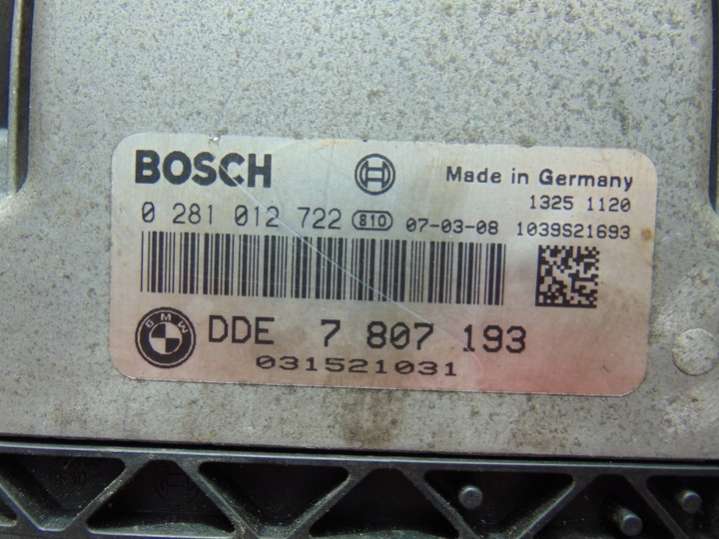 BOSCH
Made in Germany
1325 1120
0 281 012 722 810 07-03-08 1039S21693
BMW
DDE 7 807 193
031521031